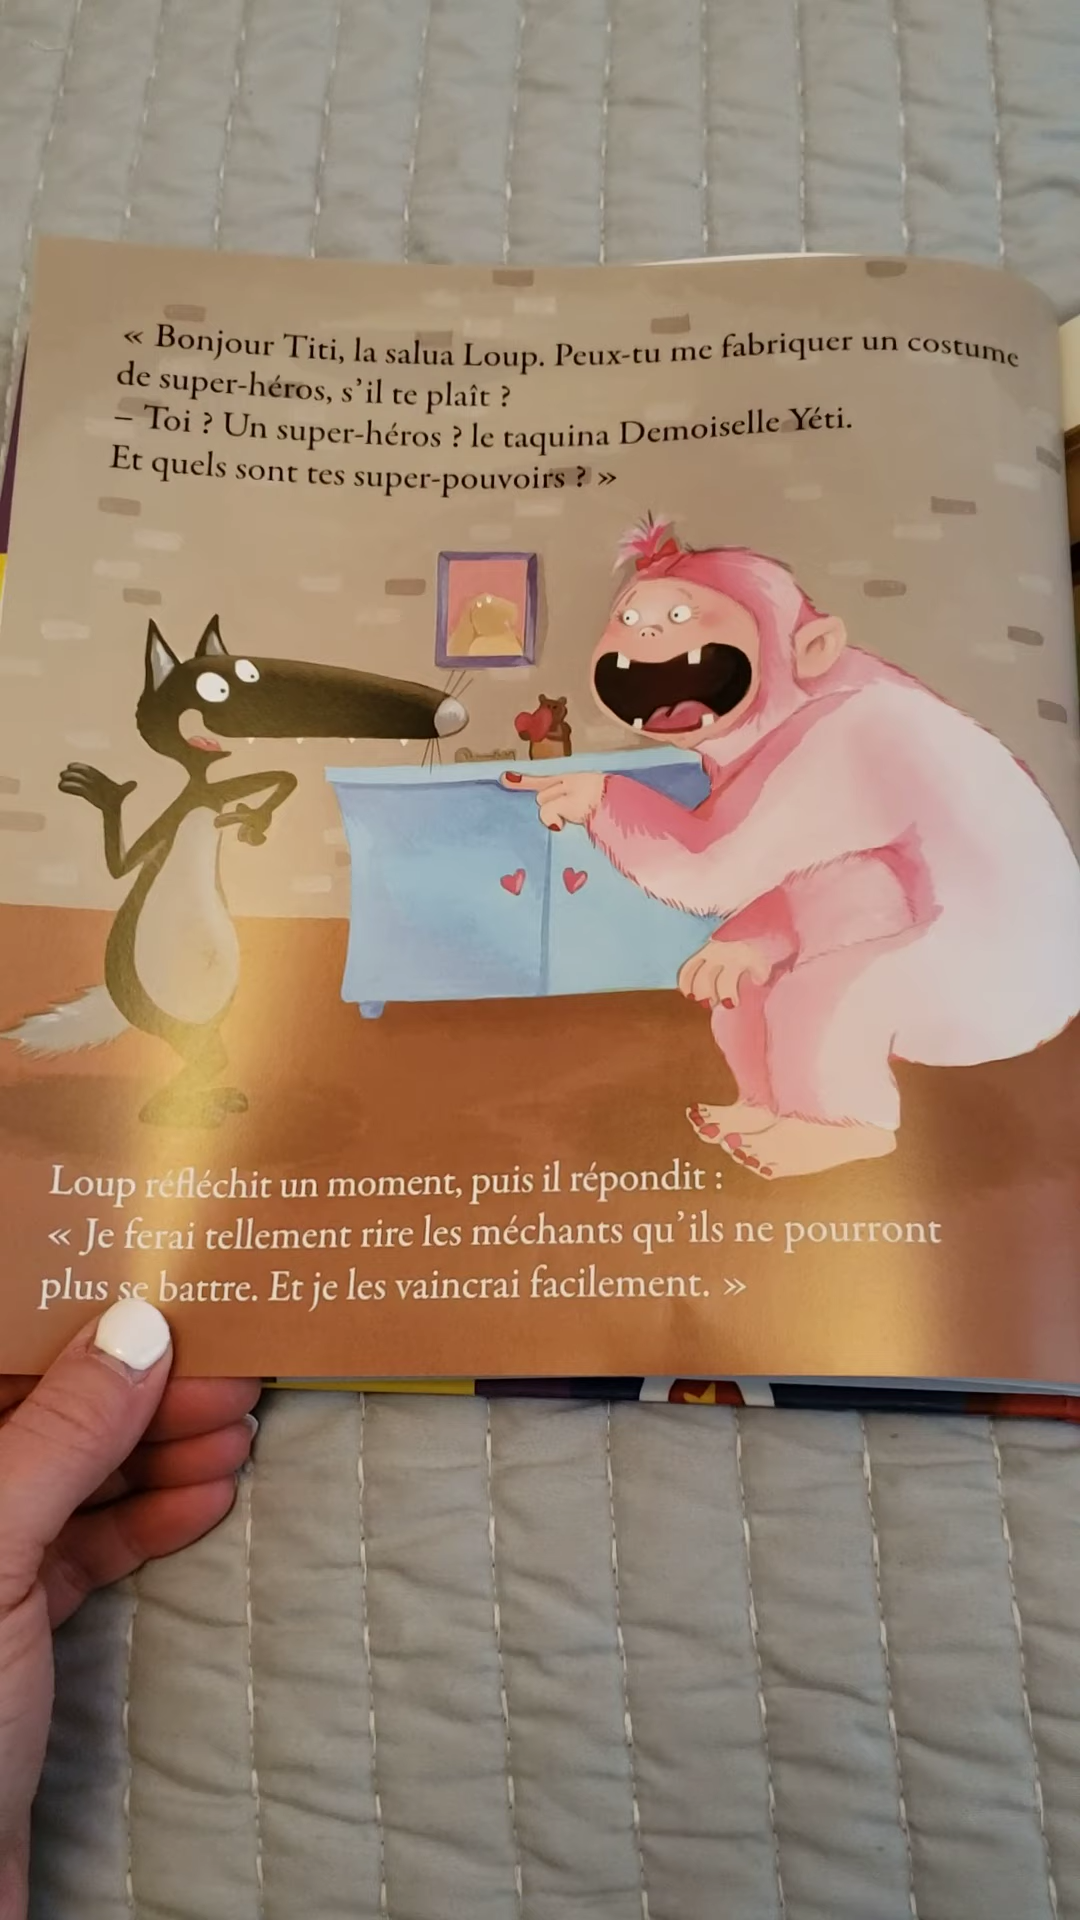 « Bonjour Titi, la salua Loup. Peux-tu me fabriquer un costume
de super-héros, s'il te plaît ?
– Toi ? Un super-héros ? le taquina Demoiselle Yéti.
Et quels sont tes super-pouvoirs ? »
Loup réfléchit un moment, puis il répondit :
« Je ferai tellement rire les méchants qu'ils ne pourront
plus se battre. Et je les vaincrai facilement. »